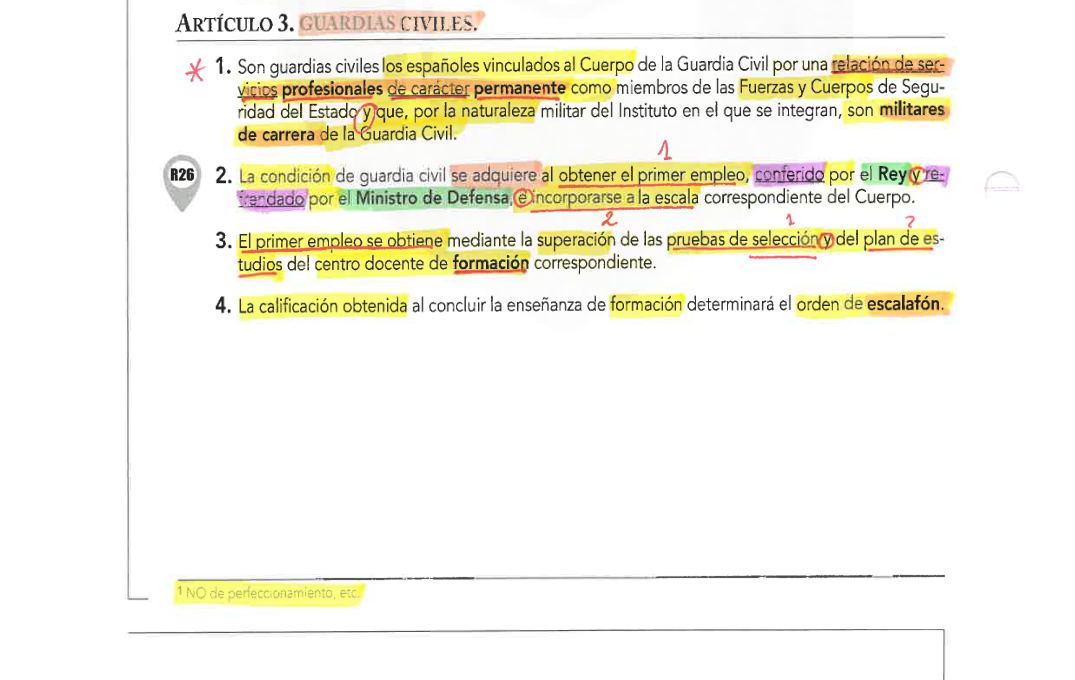 ARTÍCULO 3. GUARDIAS CIVILES.
* 1. Son guardias civiles los españoles vinculados al Cuerpo de la Guardia Civil por una relación de ser-
vicios profesionales de carácter permanente como miembros de las Fuerzas y Cuerpos de Segu-
ridad del Estado y que, por la naturaleza militar del Instituto en el que se integran, son militares
de carrera de la Guardia Civil.
1
R26 2. La condición de guardia civil se adquiere al obtener el primer empleo, conferido por el Rey y re-
frendado por el Ministro de Defensa, e incorporarse a la escala correspondiente del Cuerpo.
2 1 2
3. El primer empleo se obtiene mediante la superación de las pruebas de selección y del plan de es-
tudios del centro docente de formación correspondiente.
4. La calificación obtenida al concluir la enseñanza de formación determinará el orden de escalafón.
1 NO de perfeccionamiento, etc.